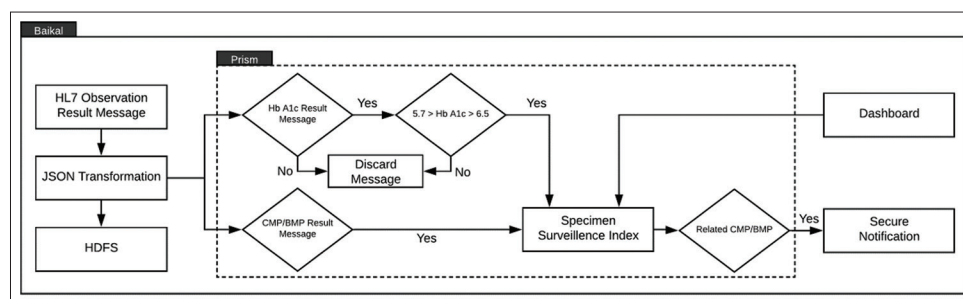 Baikal
Prism
HL7 Observation
Result Message
JSON Transformation
HDFS
Hb A1c Result
Message
Yes
5.7 > Hb A1c > 6.5
Yes
No
Discard
Message
No
CMP/BMP Result
Message
Yes
Specimen
Surveillence Index
Related CMP/BMP
Yes
Dashboard
Secure
Notification